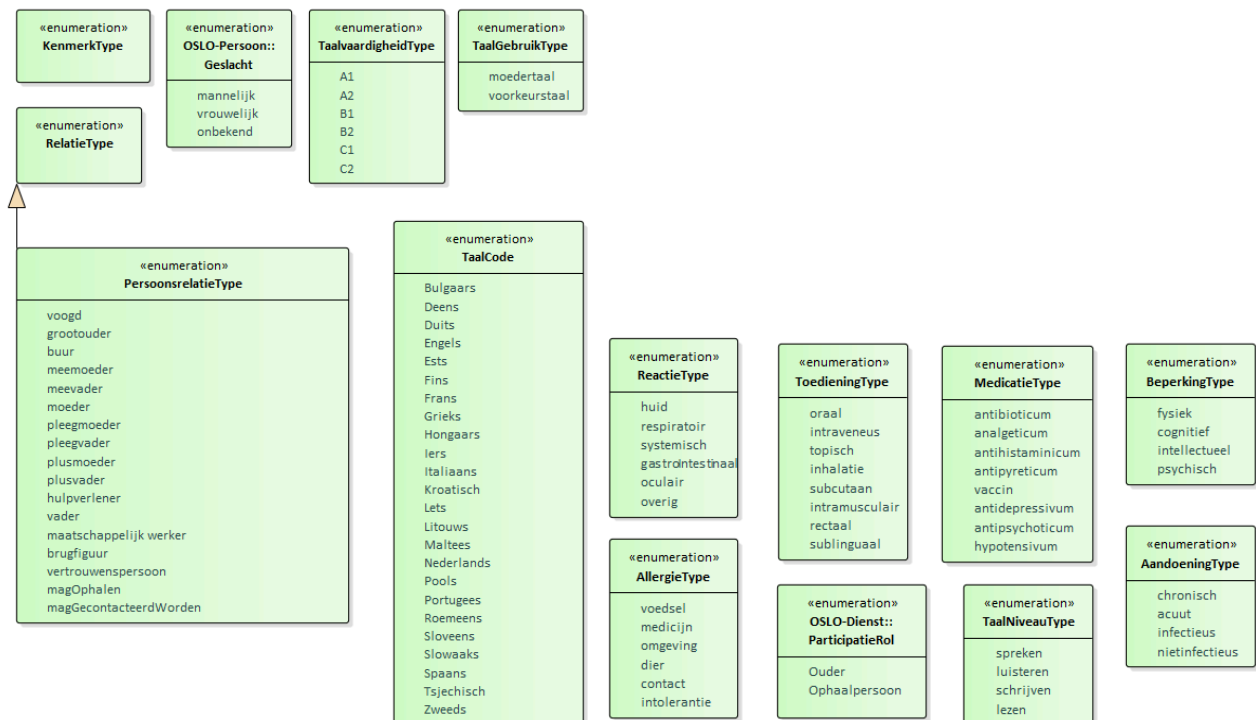 «enumeration»
KenmerkType
«enumeration»
OSLO-Persoon::
Geslacht
mannelijk
vrouwelijk
onbekend
«enumeration»
TaalvaardigheidType
A1
A2
B1
B2
C1
C2
«enumeration»
TaalGebruikType
moedertaal
voorkeurstaal
«enumeration»
RelatieType
«enumeration»
PersoonsrelatieType
voogd
grootouder
buur
meemoeder
meevader
moeder
pleegmoeder
pleegvader
plusmoeder
plusvader
hulpverlener
vader
maatschappelijk werker
brugfiguur
vertrouwenspersoon
magOphalen
magGecontacteerdWorden
«enumeration»
TaalCode
Bulgaars
Deens
Duits
Engels
Ests
Fins
Frans
Grieks
Hongaars
Iers
Italiaans
Kroatisch
Lets
Litouws
Maltees
Nederlands
Pools
Portugees
Roemeens
Sloveens
Slowaaks
Spaans
Tsjechisch
Zweeds
«enumeration»
ReactieType
huid
respiratoir
systemisch
gastrointestinaal
oculair
overig
«enumeration»
ToedieningType
oraal
intraveneus
topisch
inhalatie
subcutaan
intramusculair
rectaal
sublinguaal
«enumeration»
MedicatieType
antibioticum
analgeticum
antihistaminicum
antipyreticum
vaccin
antidepressivum
antipsychoticum
hypotensivum
«enumeration»
BeperkingType
fysiek
cognitief
intellectueel
psychisch
«enumeration»
AllergieType
voedsel
medicijn
omgeving
dier
contact
intolerantie
«enumeration»
OSLO-Dienst::
ParticipatieRol
Ouder
Ophaalpersoon
«enumeration»
TaalNiveauType
spreken
luisteren
schrijven
lezen
«enumeration»
AandoeningType
chronisch
acuut
infectieus
nietinfectieus